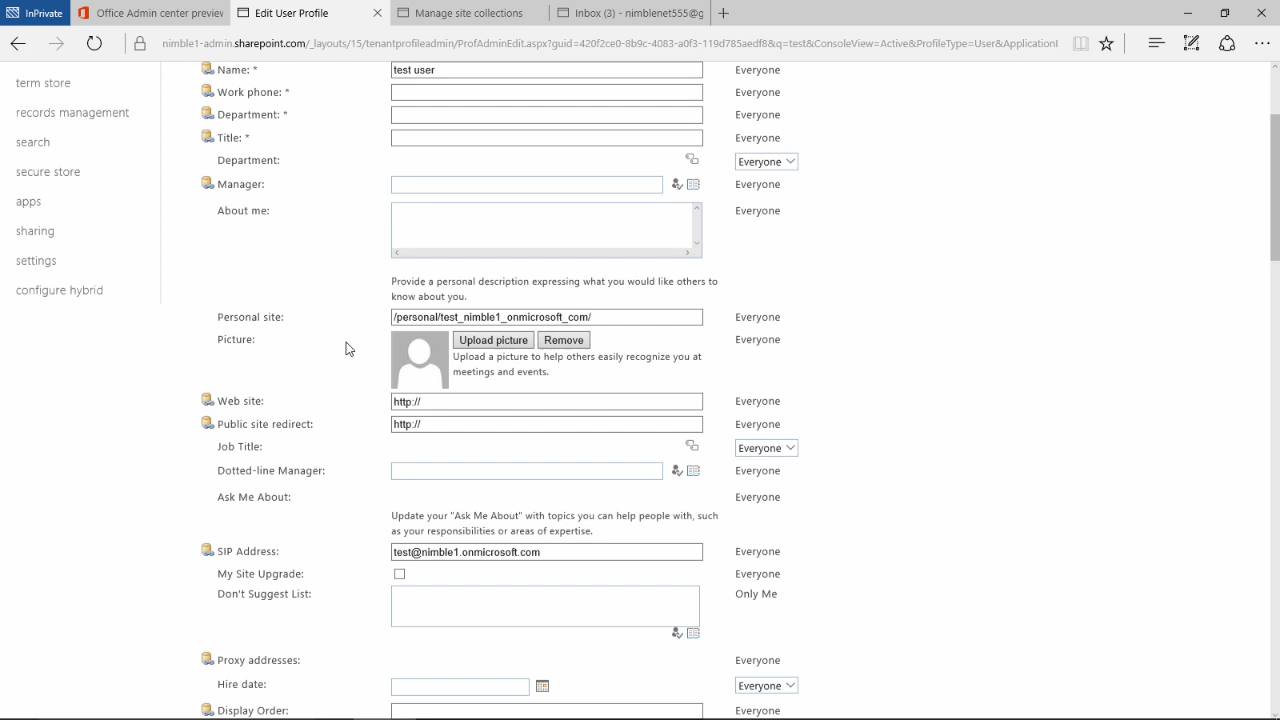 InPrivate
Office Admin center preview
Edit User Profile
Manage site collections
Inbox (3) - nimblenet555@g
nimble1-admin.sharepoint.com/_layouts/15/tenantprofileadmin/ProfAdminEdit.aspx?guid=420f2ce0-8b9c-4083-a0f3-119d785aedf8&q=test&ConsoleView=Active&ProfileType=User&ApplicationI
term store
records management
search
secure store
apps
sharing
settings
configure hybrid
Name: * test user Everyone
Work phone: * Everyone
Department: * Everyone
Title: * Everyone
Department: Everyone
Manager: Everyone
About me: Everyone
Provide a personal description expressing what you would like others to
know about you.
Personal site: /personal/test_nimble1_onmicrosoft_com/ Everyone
Picture: Upload picture Remove Everyone
Upload a picture to help others easily recognize you at
meetings and events.
Web site: http:// Everyone
Public site redirect: http:// Everyone
Job Title: Everyone
Dotted-line Manager: Everyone
Ask Me About: Everyone
Update your "Ask Me About" with topics you can help people with, such
as your responsibilities or areas of expertise.
SIP Address: test@nimble1.onmicrosoft.com Everyone
My Site Upgrade: Everyone
Don't Suggest List: Only Me
Proxy addresses: Everyone
Hire date: Everyone
Display Order: Everyone